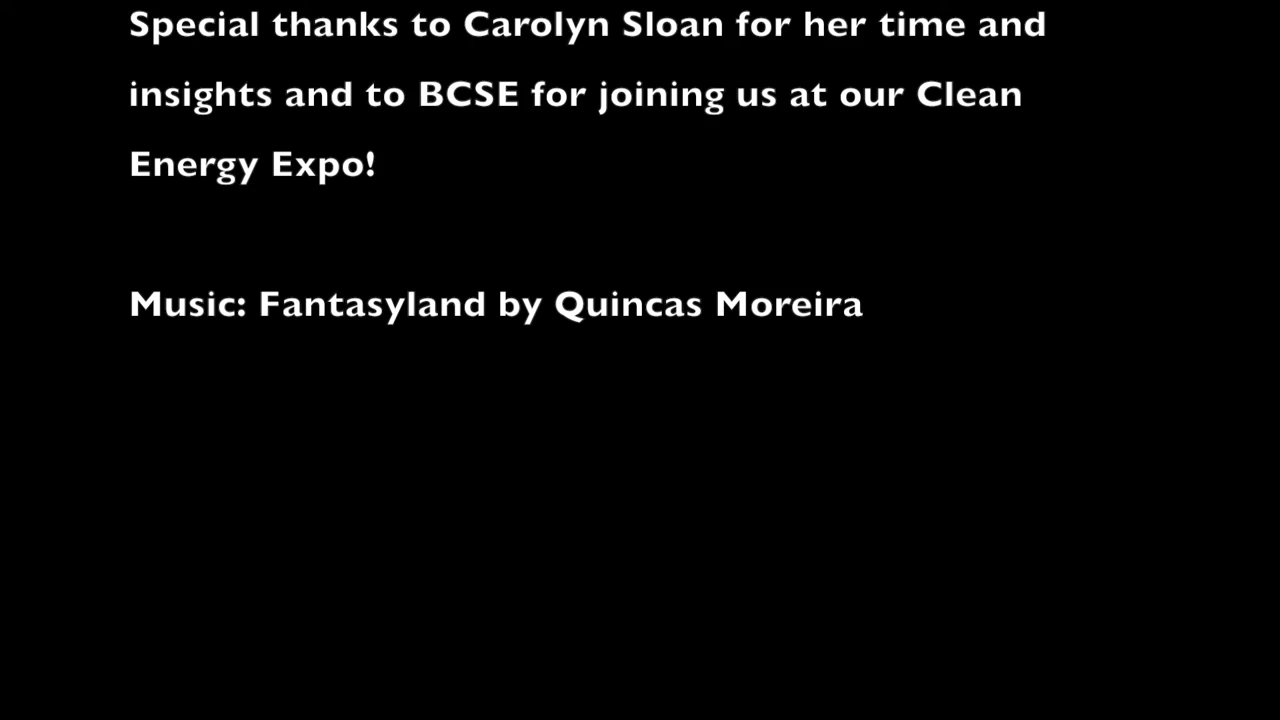 Special thanks to Carolyn Sloan for her time and
insights and to BCSE for joining us at our Clean
Energy Expo!
Music: Fantasyland by Quincas Moreira